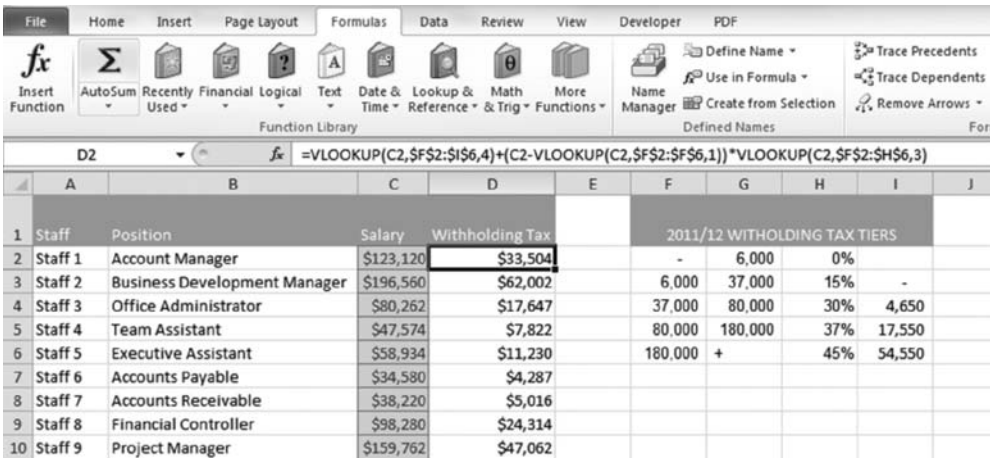 File Home Insert Page Layout Formulas Data Review View Developer PDF
fx Σ ? A θ
Insert Function
AutoSum
Recently Used
Financial
Logical
Text
Date & Time
Lookup & Reference
Math & Trig
More Functions
Function Library
Name Manager
Define Name
Use in Formula
Create from Selection
Defined Names
Trace Precedents
Trace Dependents
Remove Arrows
For
D2 fx =VLOOKUP(C2,$F$2:$I$6,4)+(C2-VLOOKUP(C2,$F$2:$F$6,1))*VLOOKUP(C2,$F$2:$H$6,3)
A B C D E F G H I J
1 Staff Position Salary Withholding Tax 2011/12 WITHOLDING TAX TIERS
2 Staff 1 Account Manager $123,120 $33,504 - 6,000 0%
3 Staff 2 Business Development Manager $196,560 $62,002 6,000 37,000 15% -
4 Staff 3 Office Administrator $80,262 $17,647 37,000 80,000 30% 4,650
5 Staff 4 Team Assistant $47,574 $7,822 80,000 180,000 37% 17,550
6 Staff 5 Executive Assistant $58,934 $11,230 180,000 + 45% 54,550
7 Staff 6 Accounts Payable $34,580 $4,287
8 Staff 7 Accounts Receivable $38,220 $5,016
9 Staff 8 Financial Controller $98,280 $24,314
10 Staff 9 Project Manager $159,762 $47,062